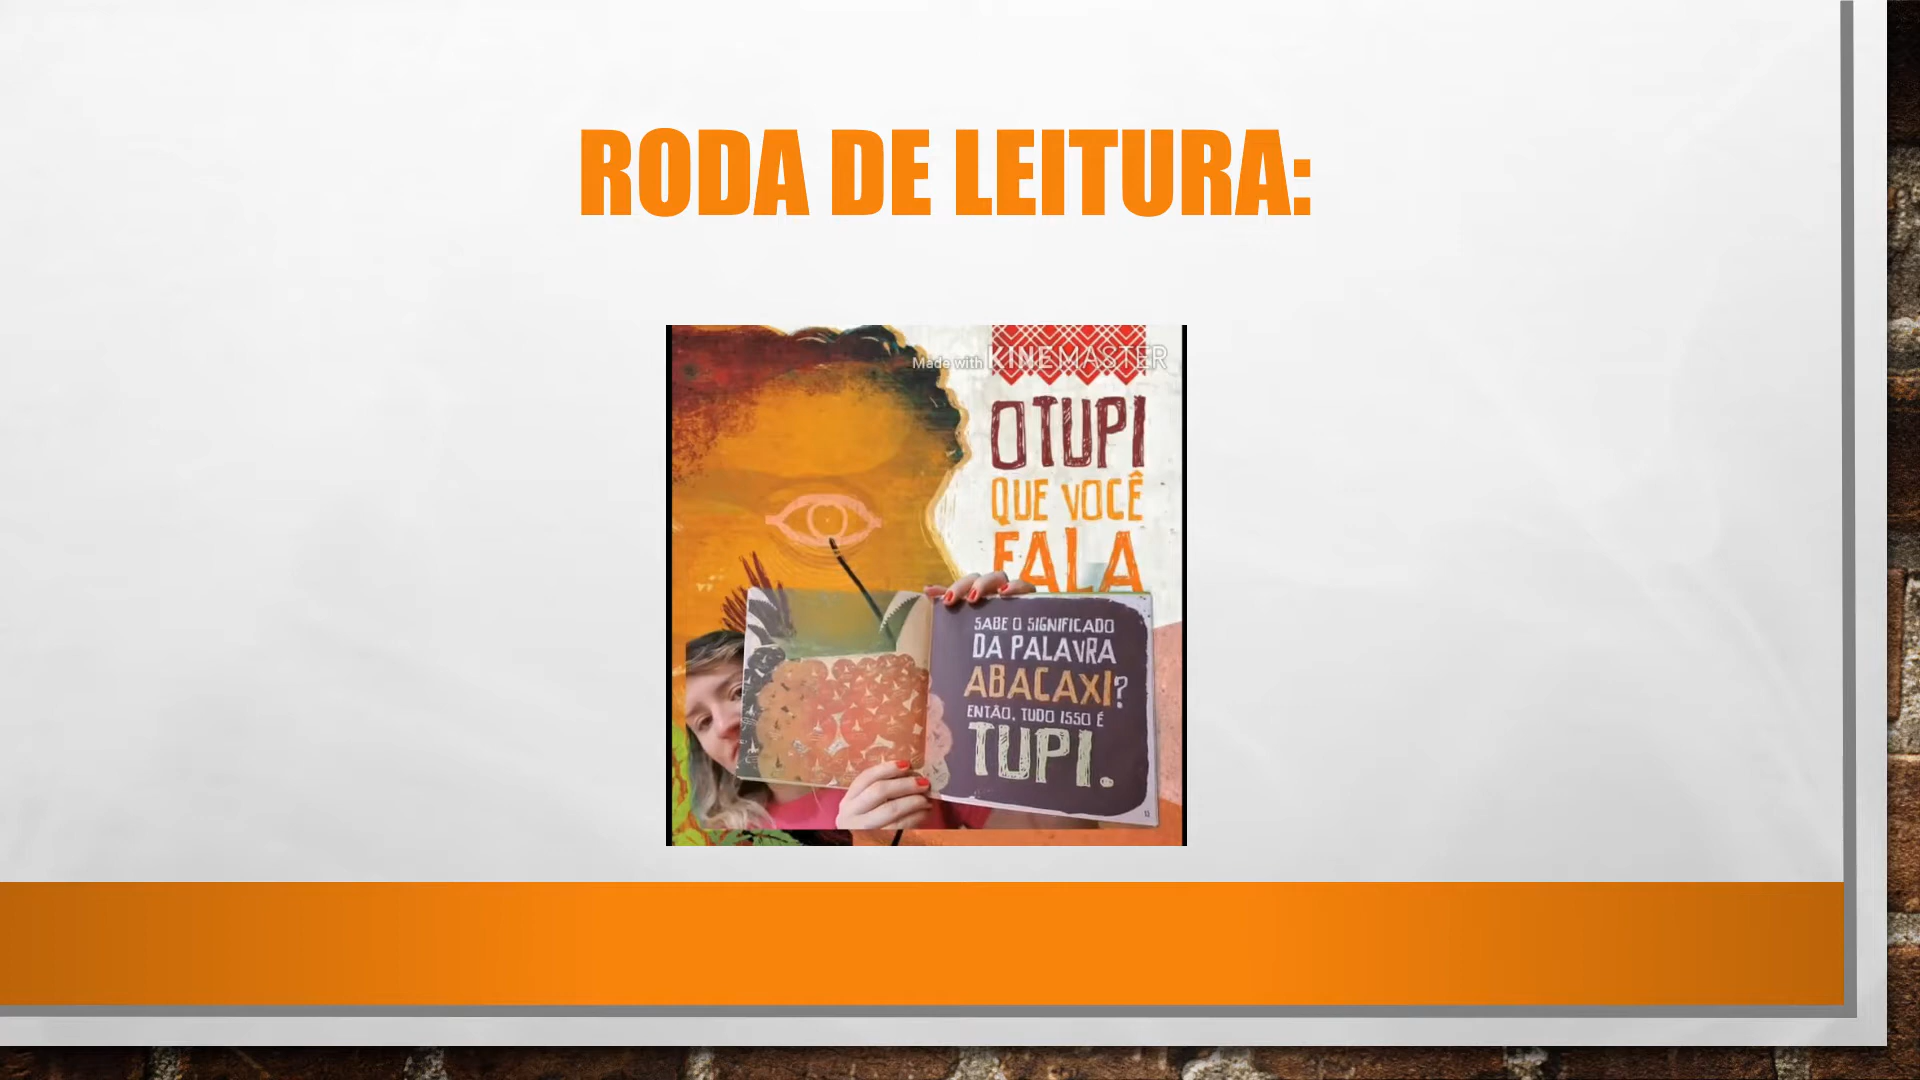 RODA DE LEITURA:
Made with KINEMASTER
O TUPI
QUE VOCÊ
FALA
SABE O SIGNIFICADO
DA PALAVRA
ABACAXI?
ENTÃO, TUDO ISSO É
TUPI.